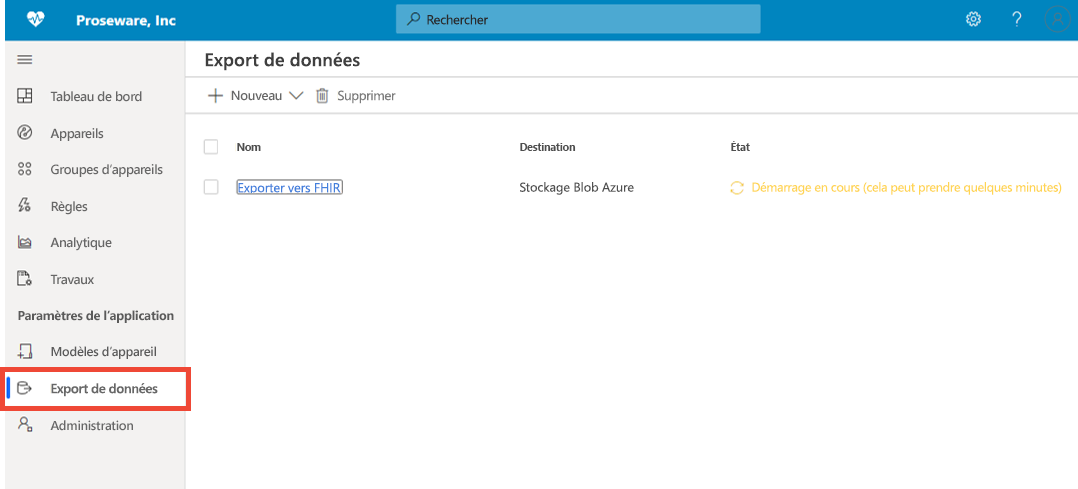 Proseware, Inc
Rechercher
?
Export de données
Nouveau
Supprimer
Tableau de bord
Appareils
Groupes d'appareils
Règles
Analytique
Travaux
Paramètres de l'application
Modèles d'appareil
Export de données
Administration
Nom Destination État
Exporter vers FHIR Stockage Blob Azure Démarrage en cours (cela peut prendre quelques minutes)